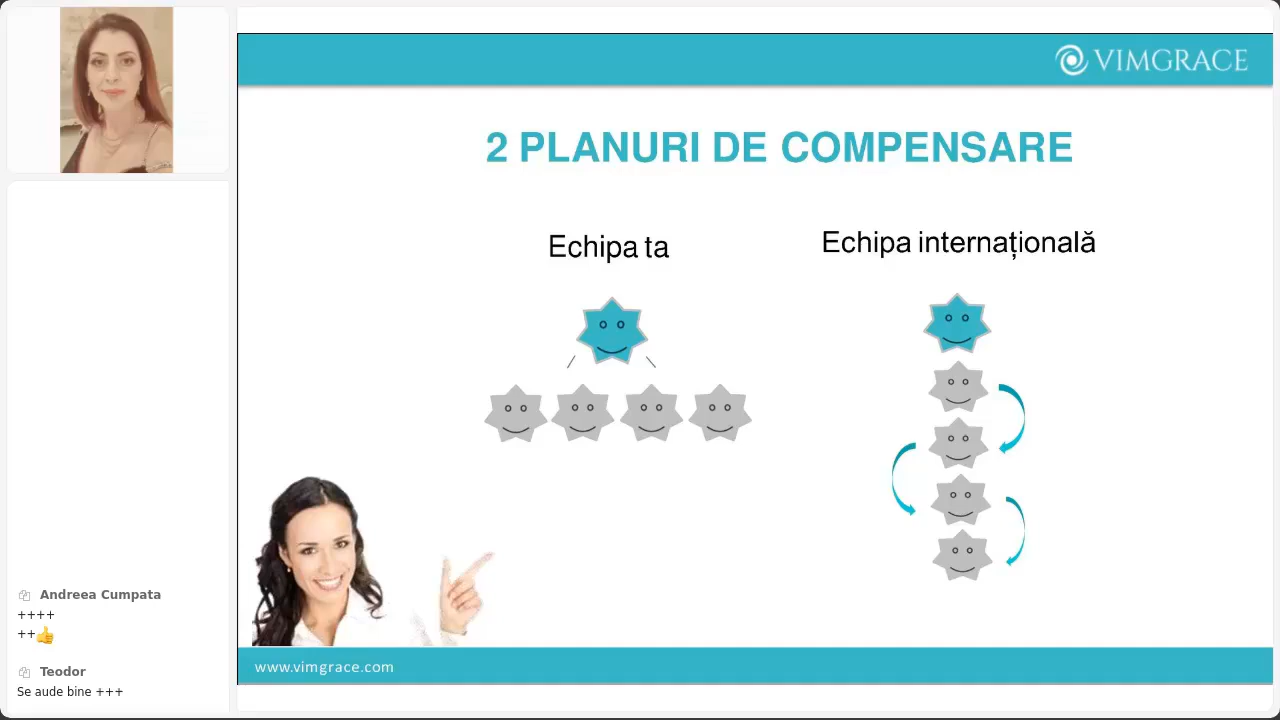 VIMGRACE
2 PLANURI DE COMPENSARE
Echipa ta
Echipa internațională
www.vimgrace.com
Andreea Cumpata
++++
++👍
Teodor
Se aude bine +++